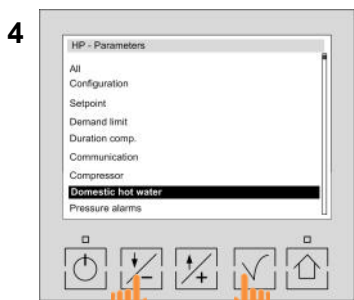 4
HP - Parameters
All
Configuration
Setpoint
Demand limit
Duration comp.
Communication
Compressor
Domestic hot water
Pressure alarms